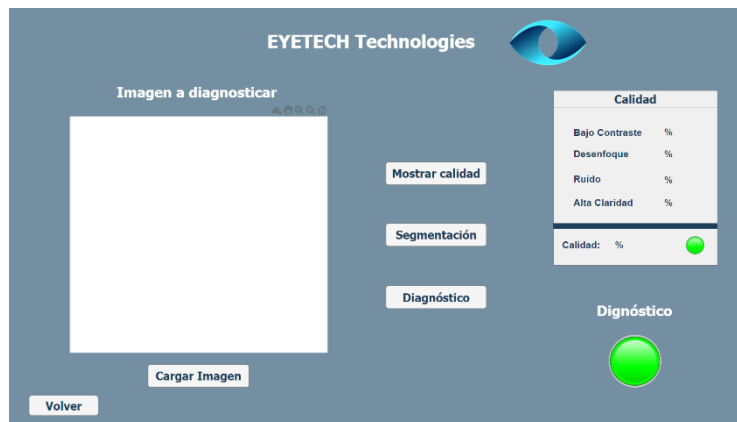 EYETECH Technologies
Imagen a diagnosticar
Calidad
Bajo Contraste %
Desenfoque %
Ruido %
Alta Claridad %
Calidad: %
Mostrar calidad
Segmentación
Diagnóstico
Dignóstico
Cargar Imagen
Volver